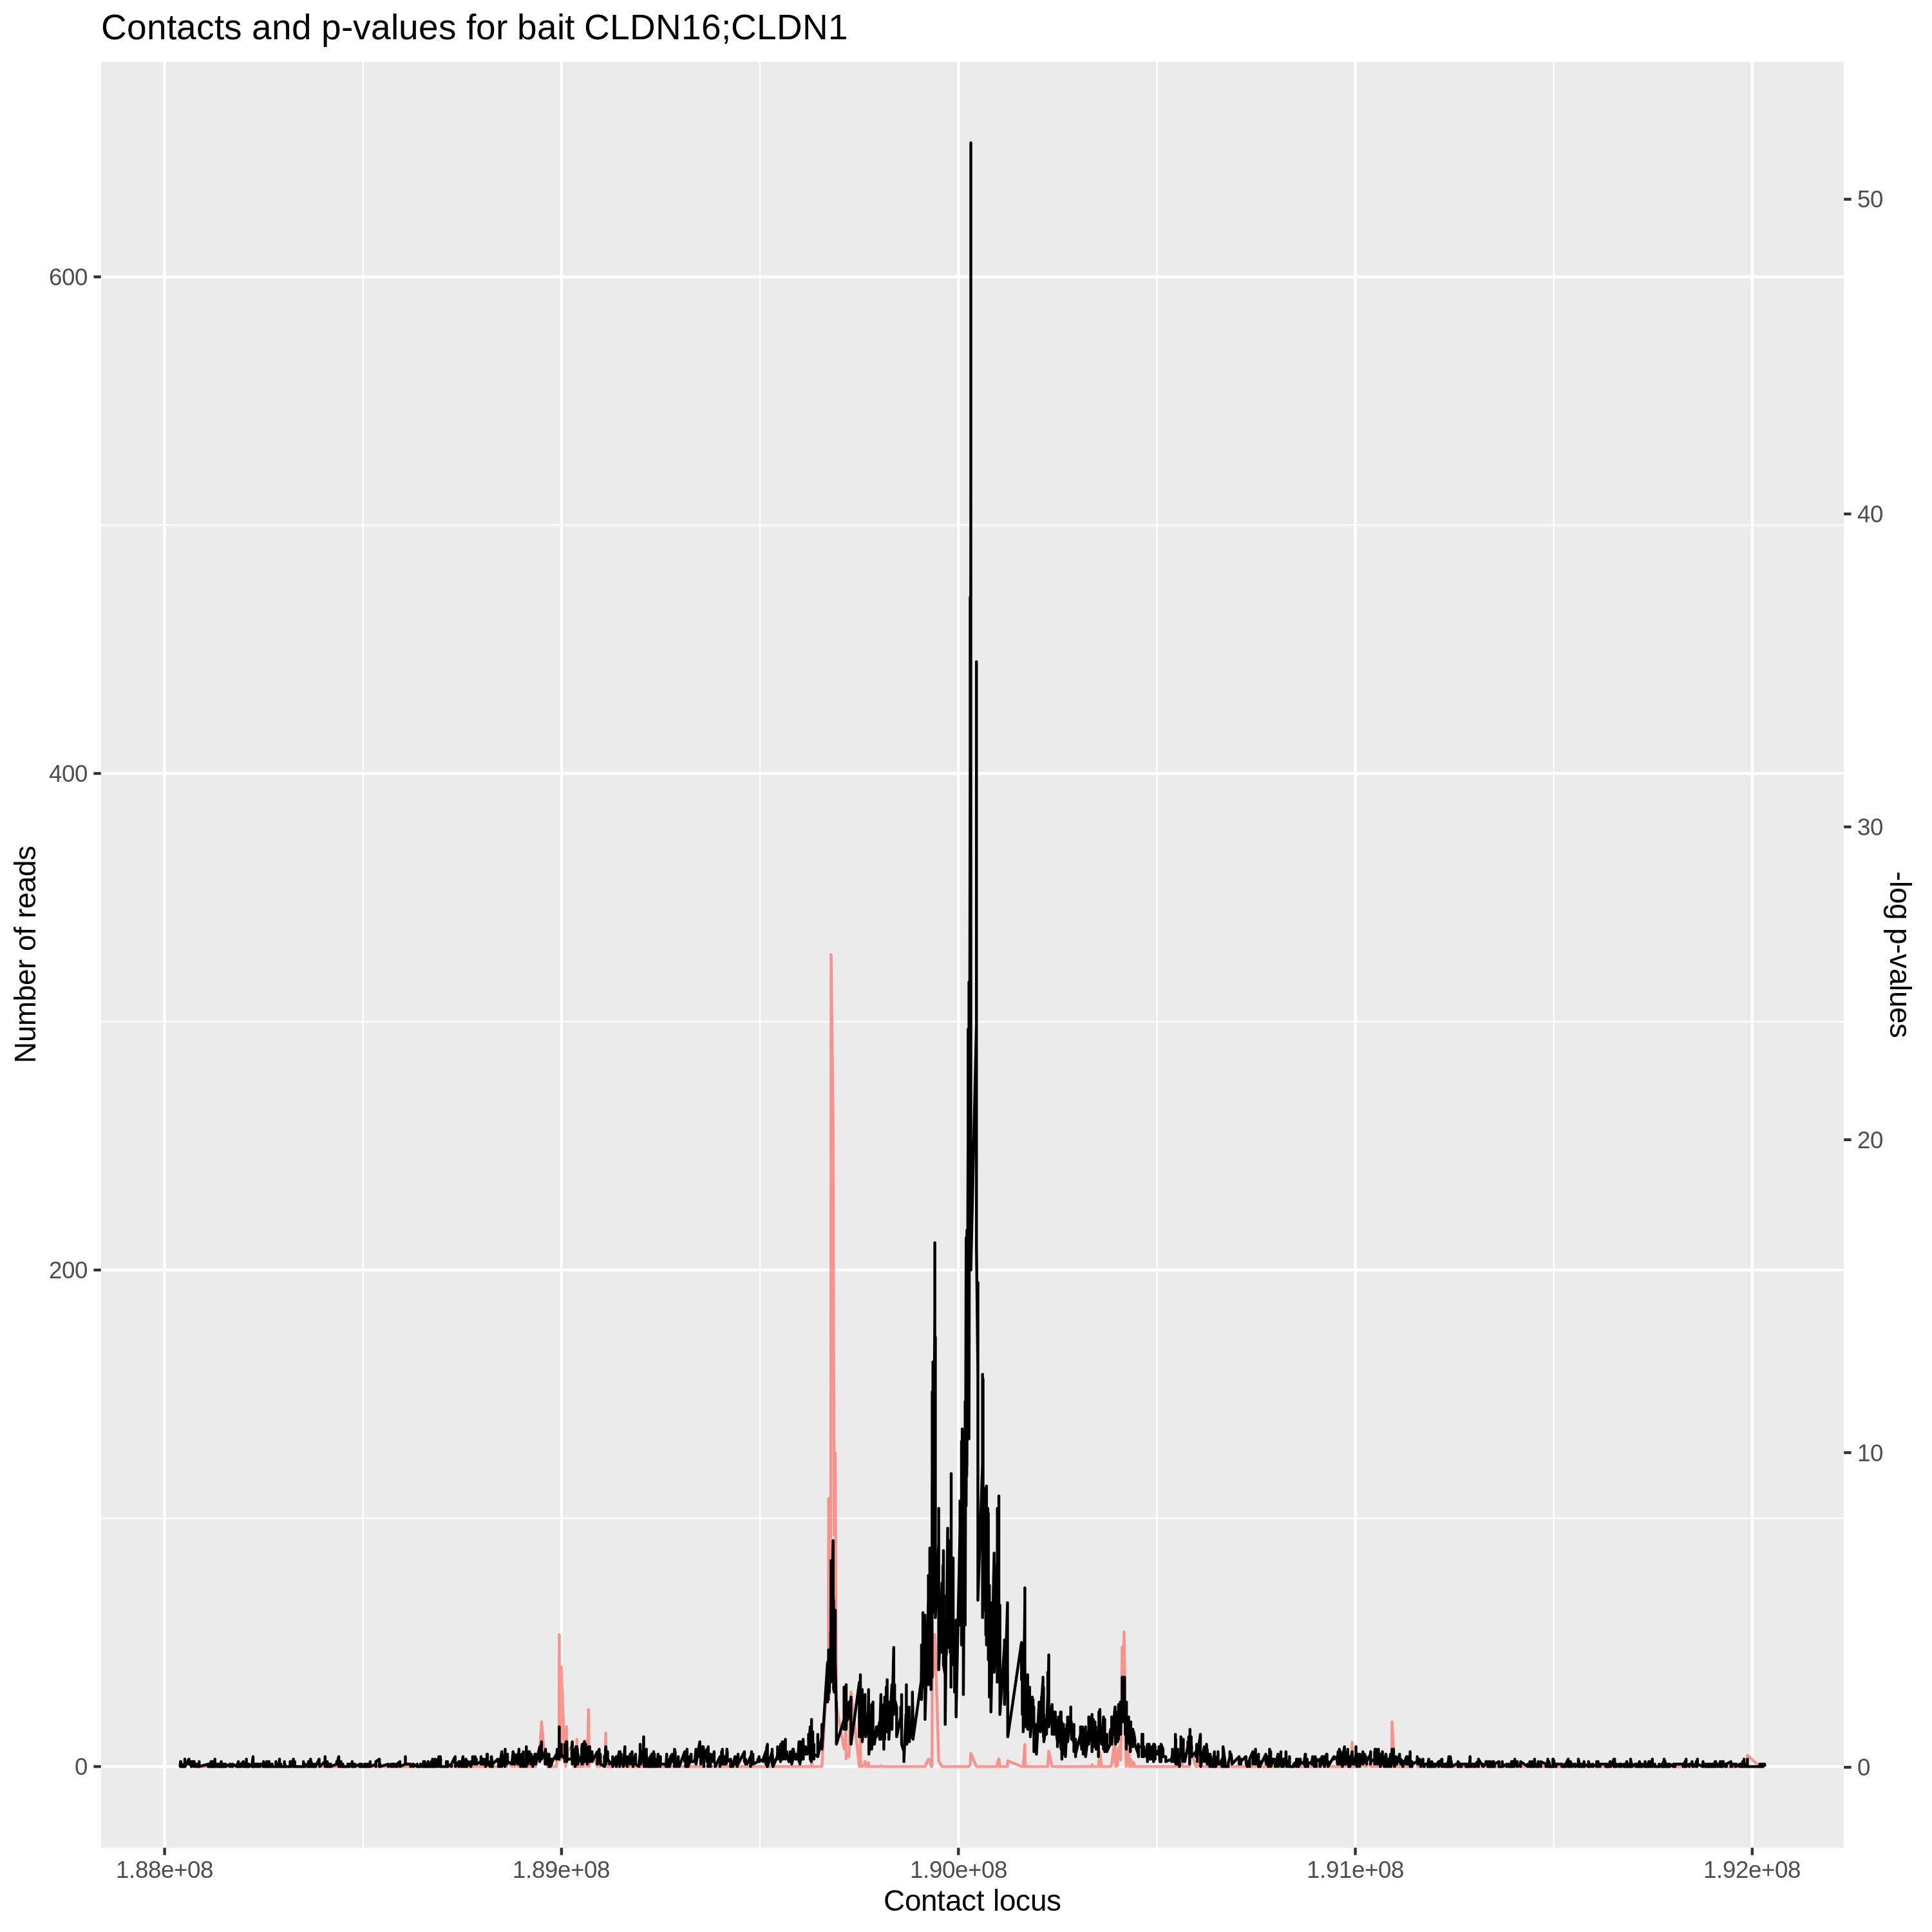 Contacts and p-values for bait CLDN16;CLDN1
Number of reads
600
400
200
0
50
40
30
20
10
0
-log p-values
1.88e+08
1.89e+08
1.90e+08
1.91e+08
1.92e+08
Contact locus